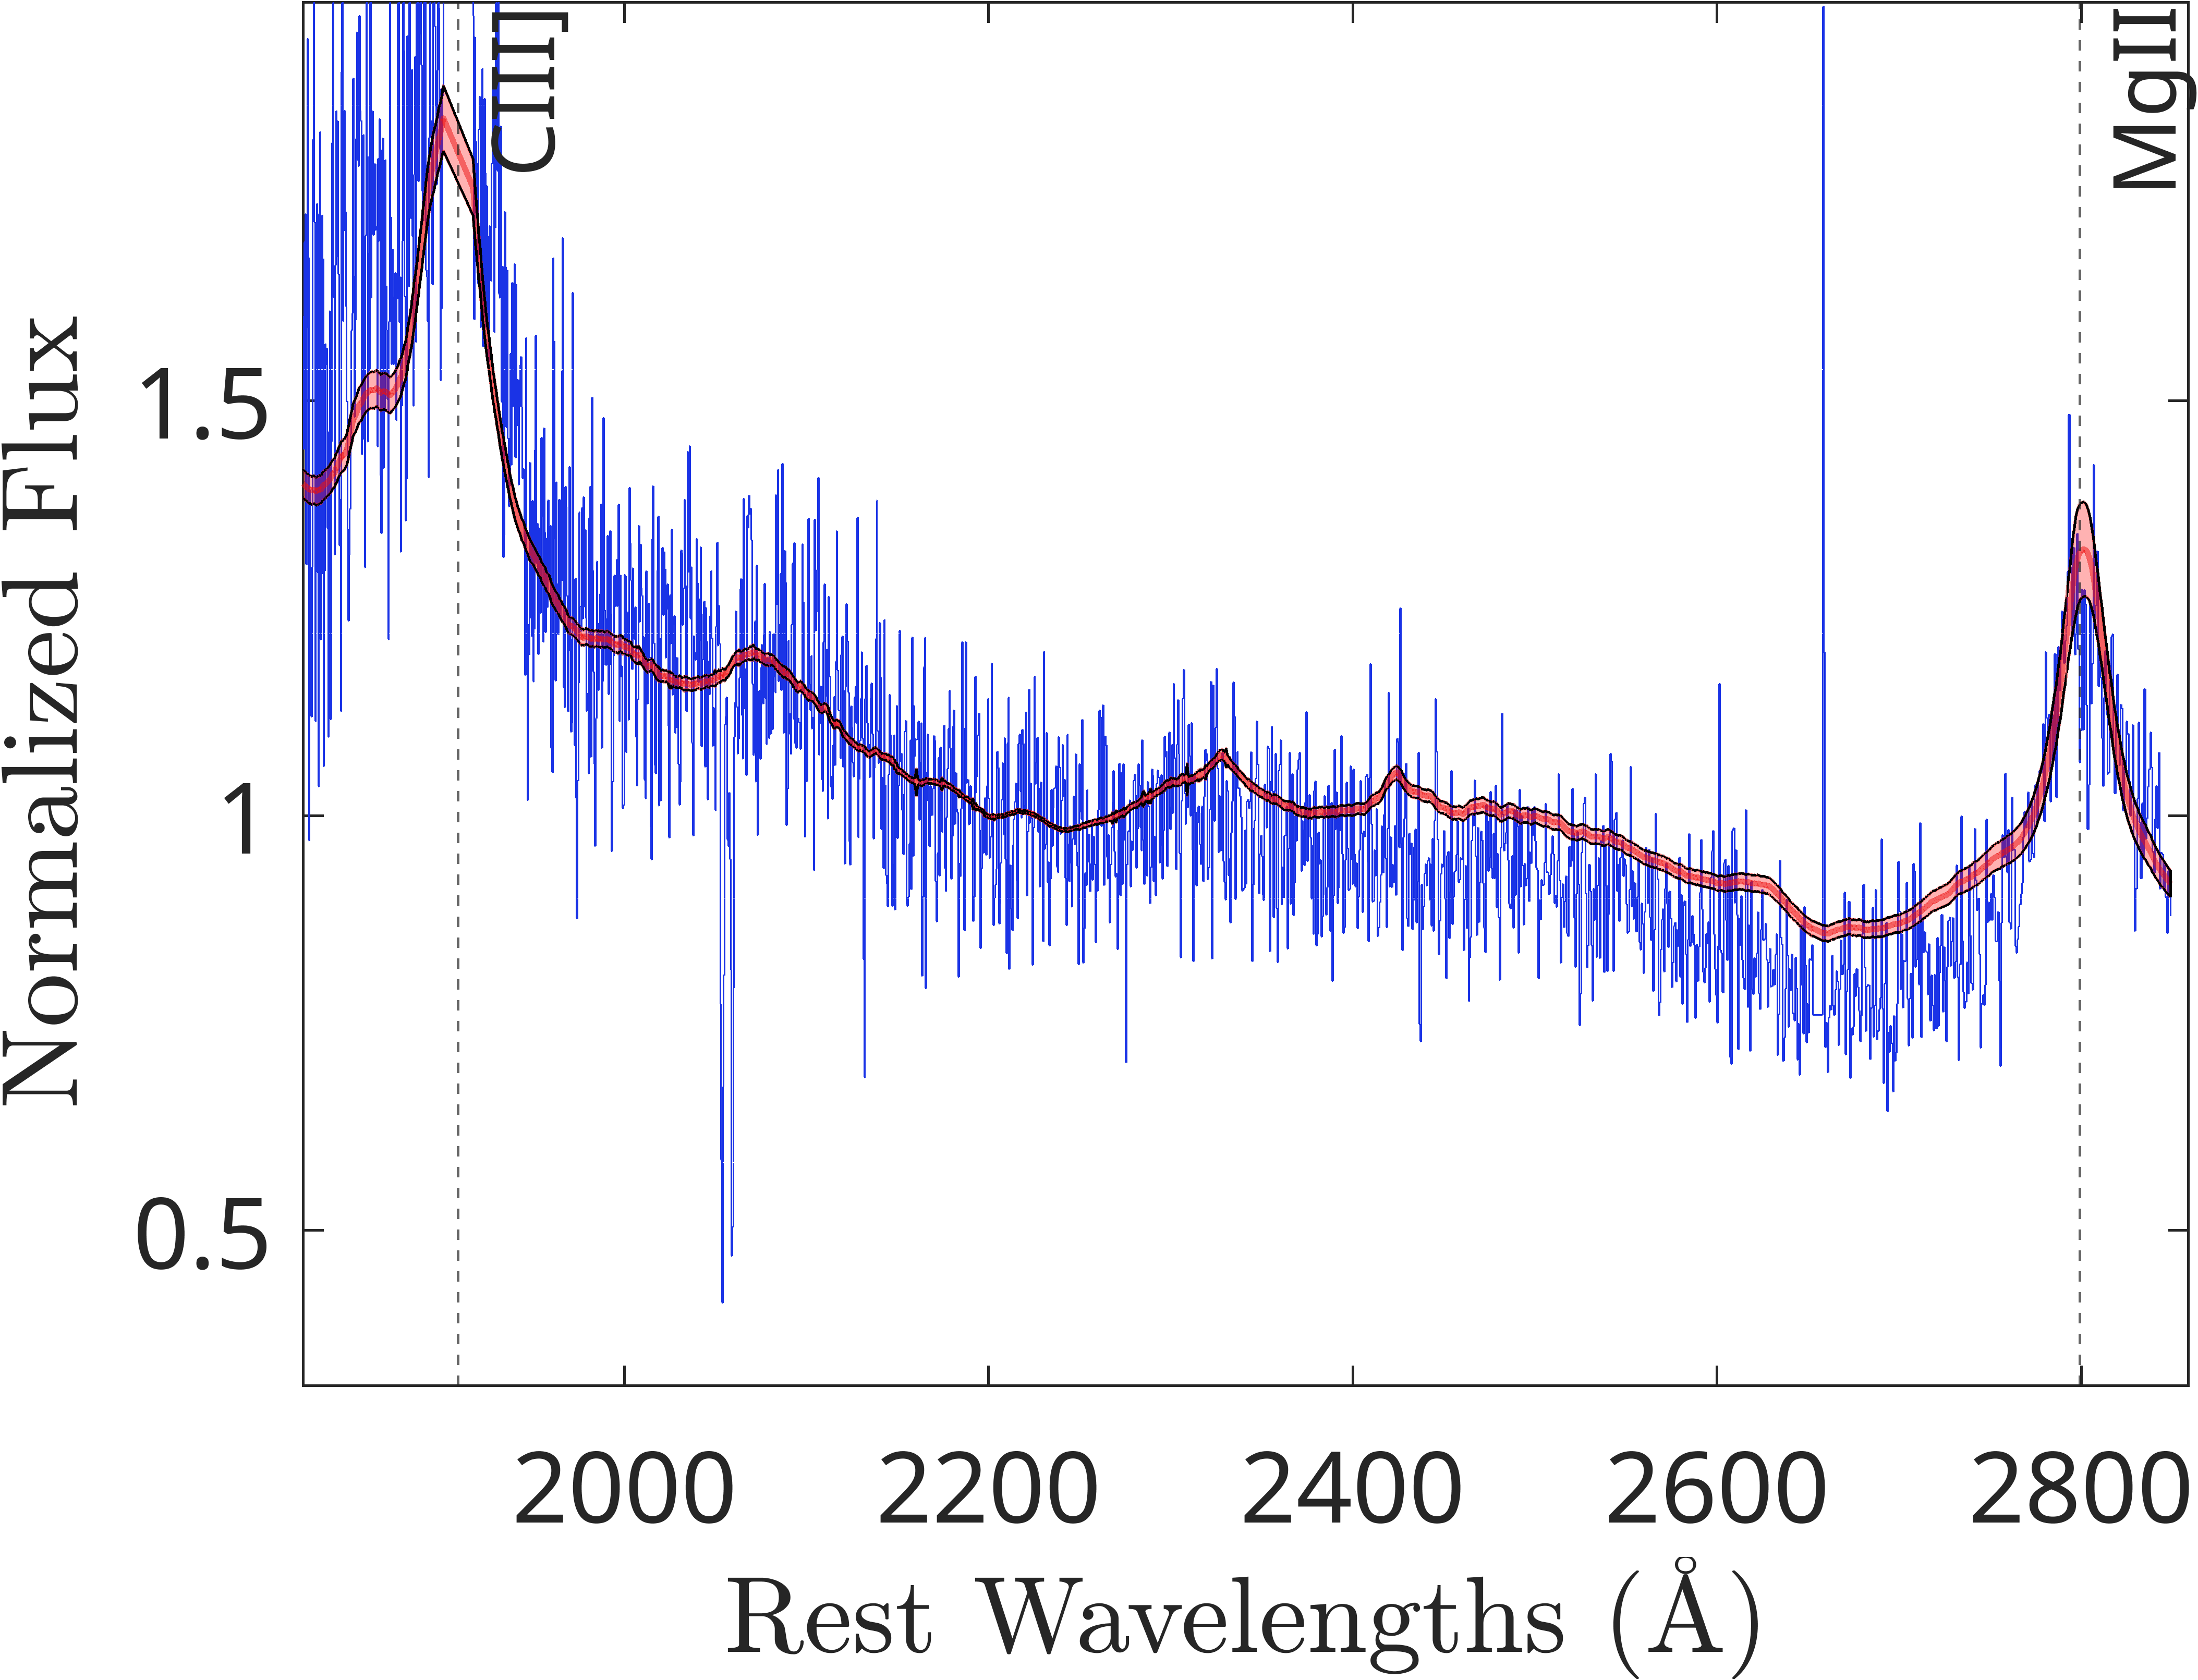 CIII]
MgII
Normalized Flux
1.5
1
0.5
2000 2200 2400 2600 2800
Rest Wavelengths (Å)